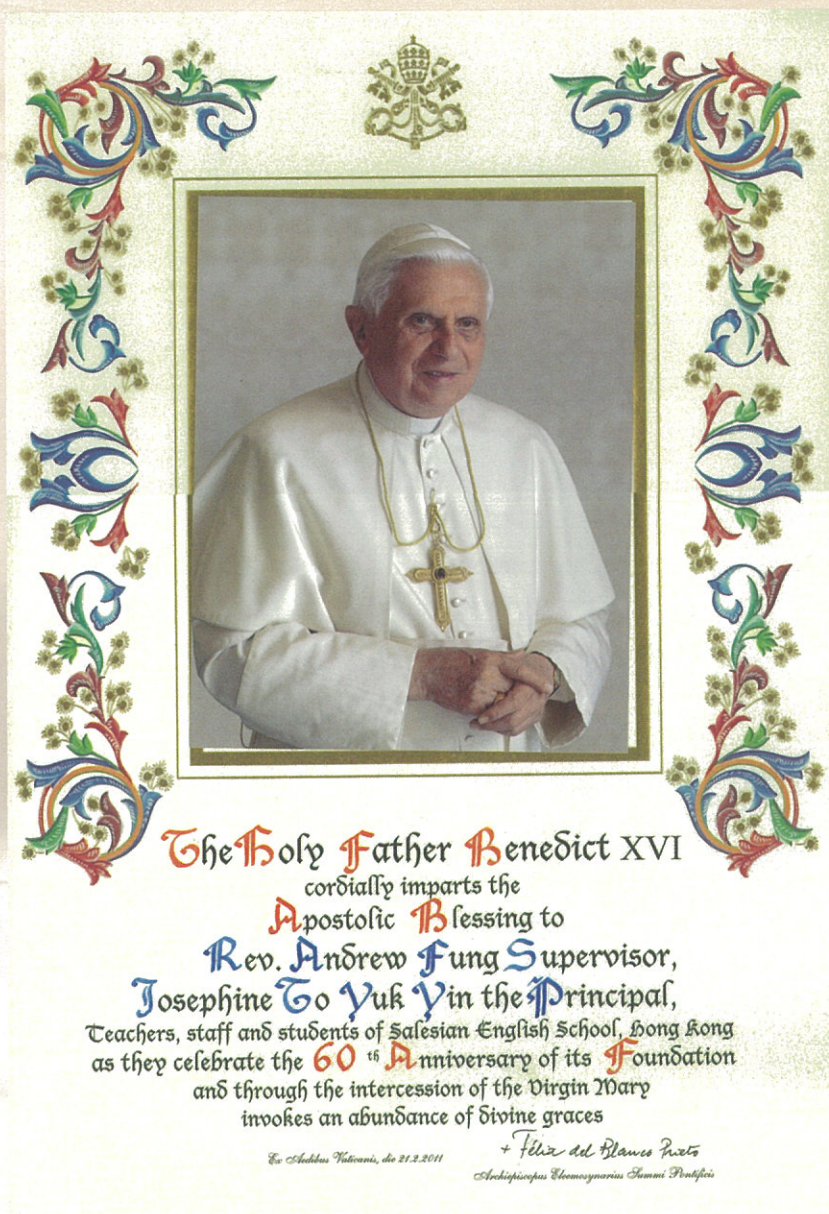 The Holy Father Benedict XVI
cordially imparts the
Apostolic Blessing to
Rev. Andrew Fung Supervisor,
Josephine To Yuk Yin the Principal,
Teachers, staff and students of Salesian English School, Hong Kong
as they celebrate the 60 th Anniversary of its Foundation
and through the intercession of the Virgin Mary
invokes an abundance of divine graces
Ex Aedibus Vaticanis, die 21.2.2011
+ Félix del Blanco Prieto
Archiepiscopus Eleemosynarius Summi Pontificis